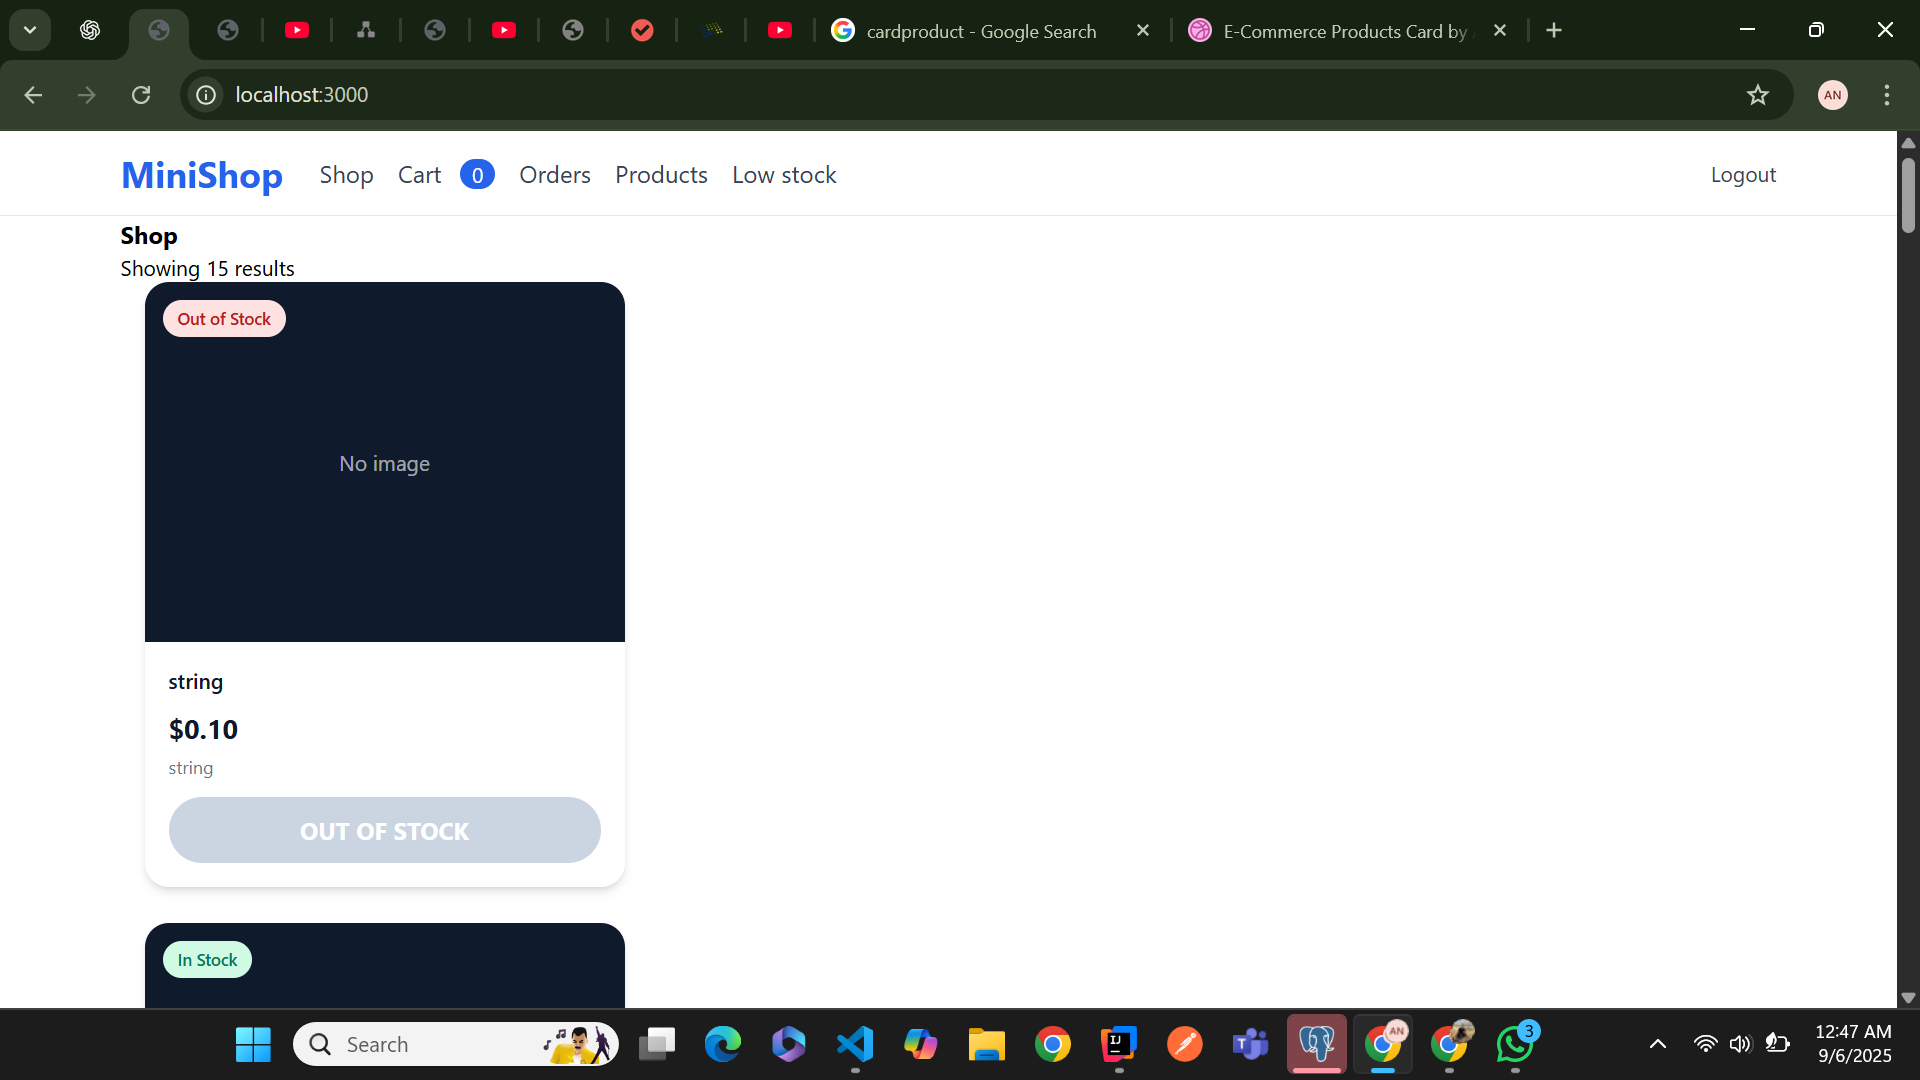 cardproduct - Google Search
E-Commerce Products Card by
localhost:3000
AN
MiniShop
Shop
Cart
0
Orders
Products
Low stock
Logout
Shop
Showing 15 results
Out of Stock
No image
string
$0.10
string
OUT OF STOCK
In Stock
Search
IJ
T
AN
3
12:47 AM
9/6/2025